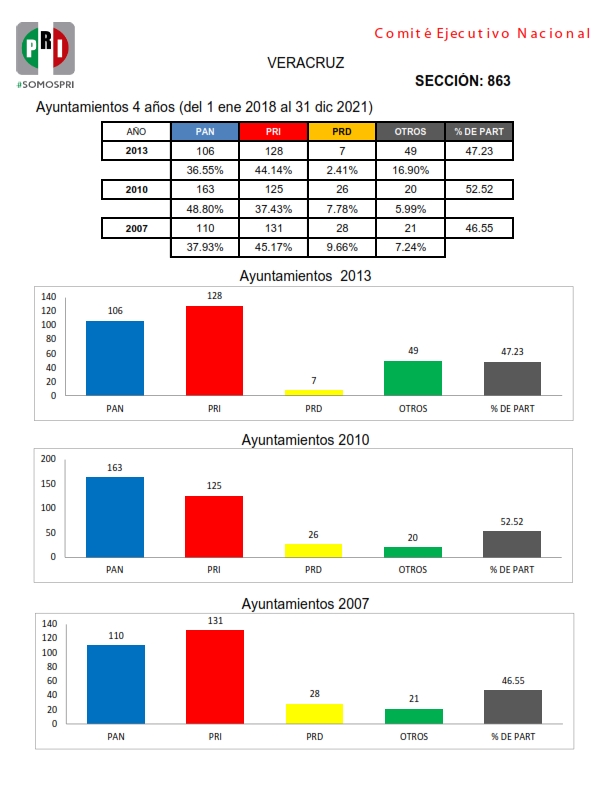 PRI
#SOMOSPRI
Comité Ejecutivo Nacional
VERACRUZ
SECCIÓN: 863
Ayuntamientos 4 años (del 1 ene 2018 al 31 dic 2021)
AÑO PAN PRI PRD OTROS % DE PART
2013 106 128 7 49 47.23
36.55% 44.14% 2.41% 16.90%
2010 163 125 26 20 52.52
48.80% 37.43% 7.78% 5.99%
2007 110 131 28 21 46.55
37.93% 45.17% 9.66% 7.24%
Ayuntamientos 2013
140
120
100
80
60
40
20
0
106 128 7 49 47.23
PAN PRI PRD OTROS % DE PART
Ayuntamientos 2010
200
150
100
50
0
163 125 26 20 52.52
PAN PRI PRD OTROS % DE PART
Ayuntamientos 2007
140
120
100
80
60
40
20
0
110 131 28 21 46.55
PAN PRI PRD OTROS % DE PART